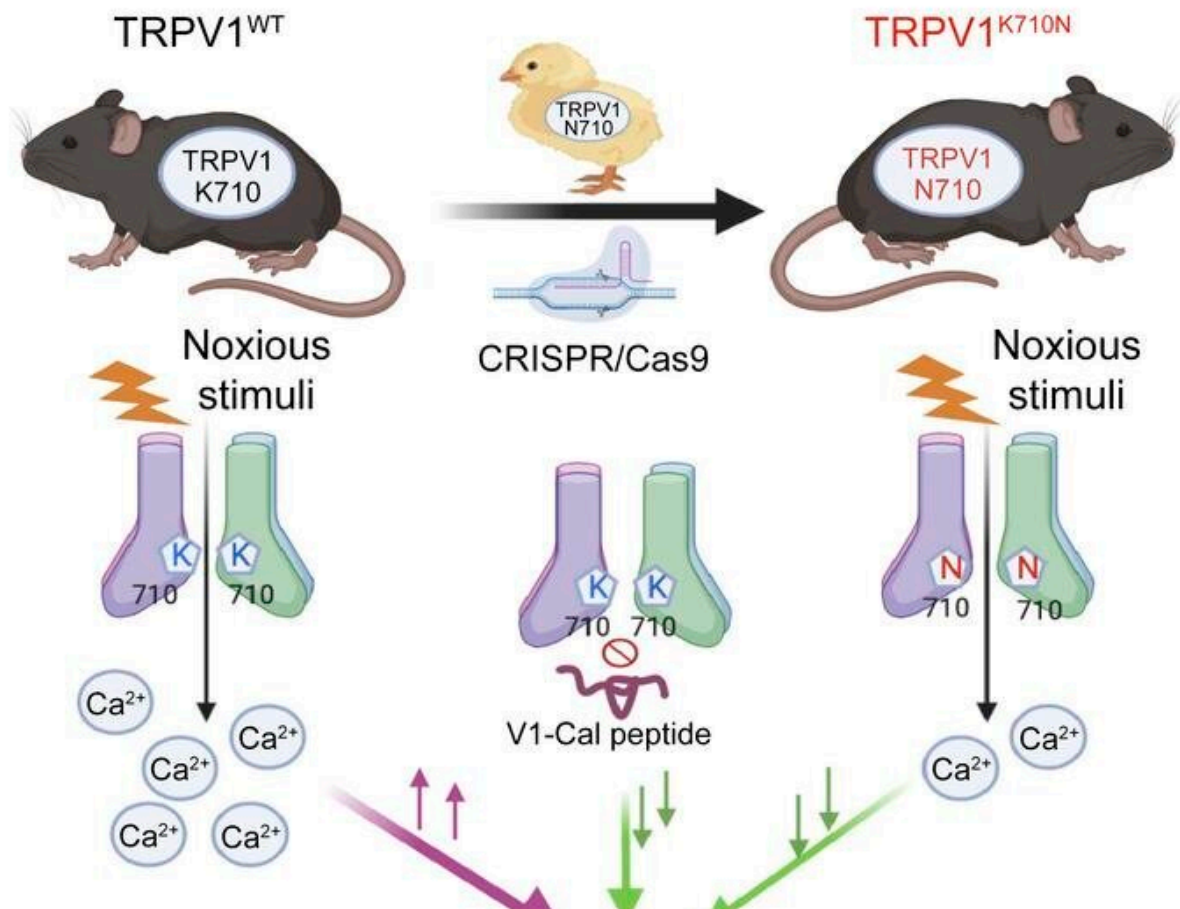 TRPV1WT
TRPV1K710N
TRPV1
N710
TRPV1
K710
TRPV1
N710
CRISPR/Cas9
Noxious
stimuli
Noxious
stimuli
K
K
710
710
K
K
710
710
N
N
710
710
V1-Cal peptide
Ca2+
Ca2+
Ca2+
Ca2+
Ca2+
Ca2+
Ca2+